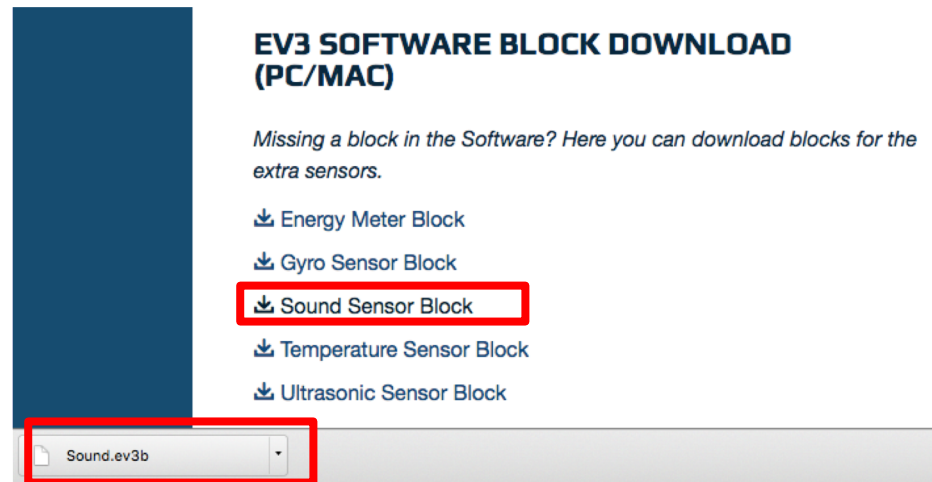 EV3 SOFTWARE BLOCK DOWNLOAD
(PC/MAC)
Missing a block in the Software? Here you can download blocks for the
extra sensors.
Energy Meter Block
Gyro Sensor Block
Sound Sensor Block
Temperature Sensor Block
Ultrasonic Sensor Block
Sound.ev3b